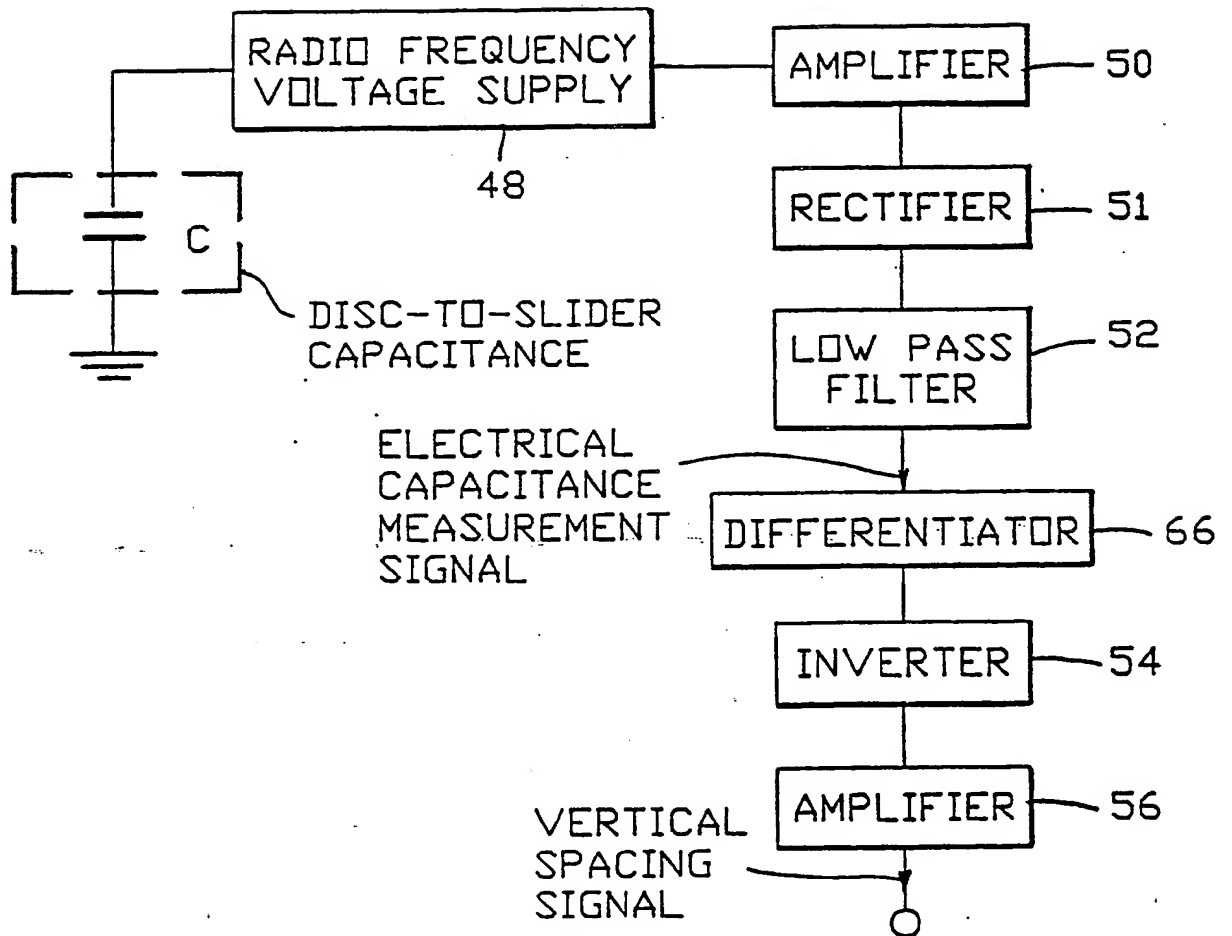 RADIO FREQUENCY
VOLTAGE SUPPLY
48
AMPLIFIER
50
RECTIFIER
51
C
DISC-TO-SLIDER
CAPACITANCE
LOW PASS
FILTER
52
ELECTRICAL
CAPACITANCE
MEASUREMENT
SIGNAL
DIFFERENTIATOR
66
INVERTER
54
AMPLIFIER
56
VERTICAL
SPACING
SIGNAL